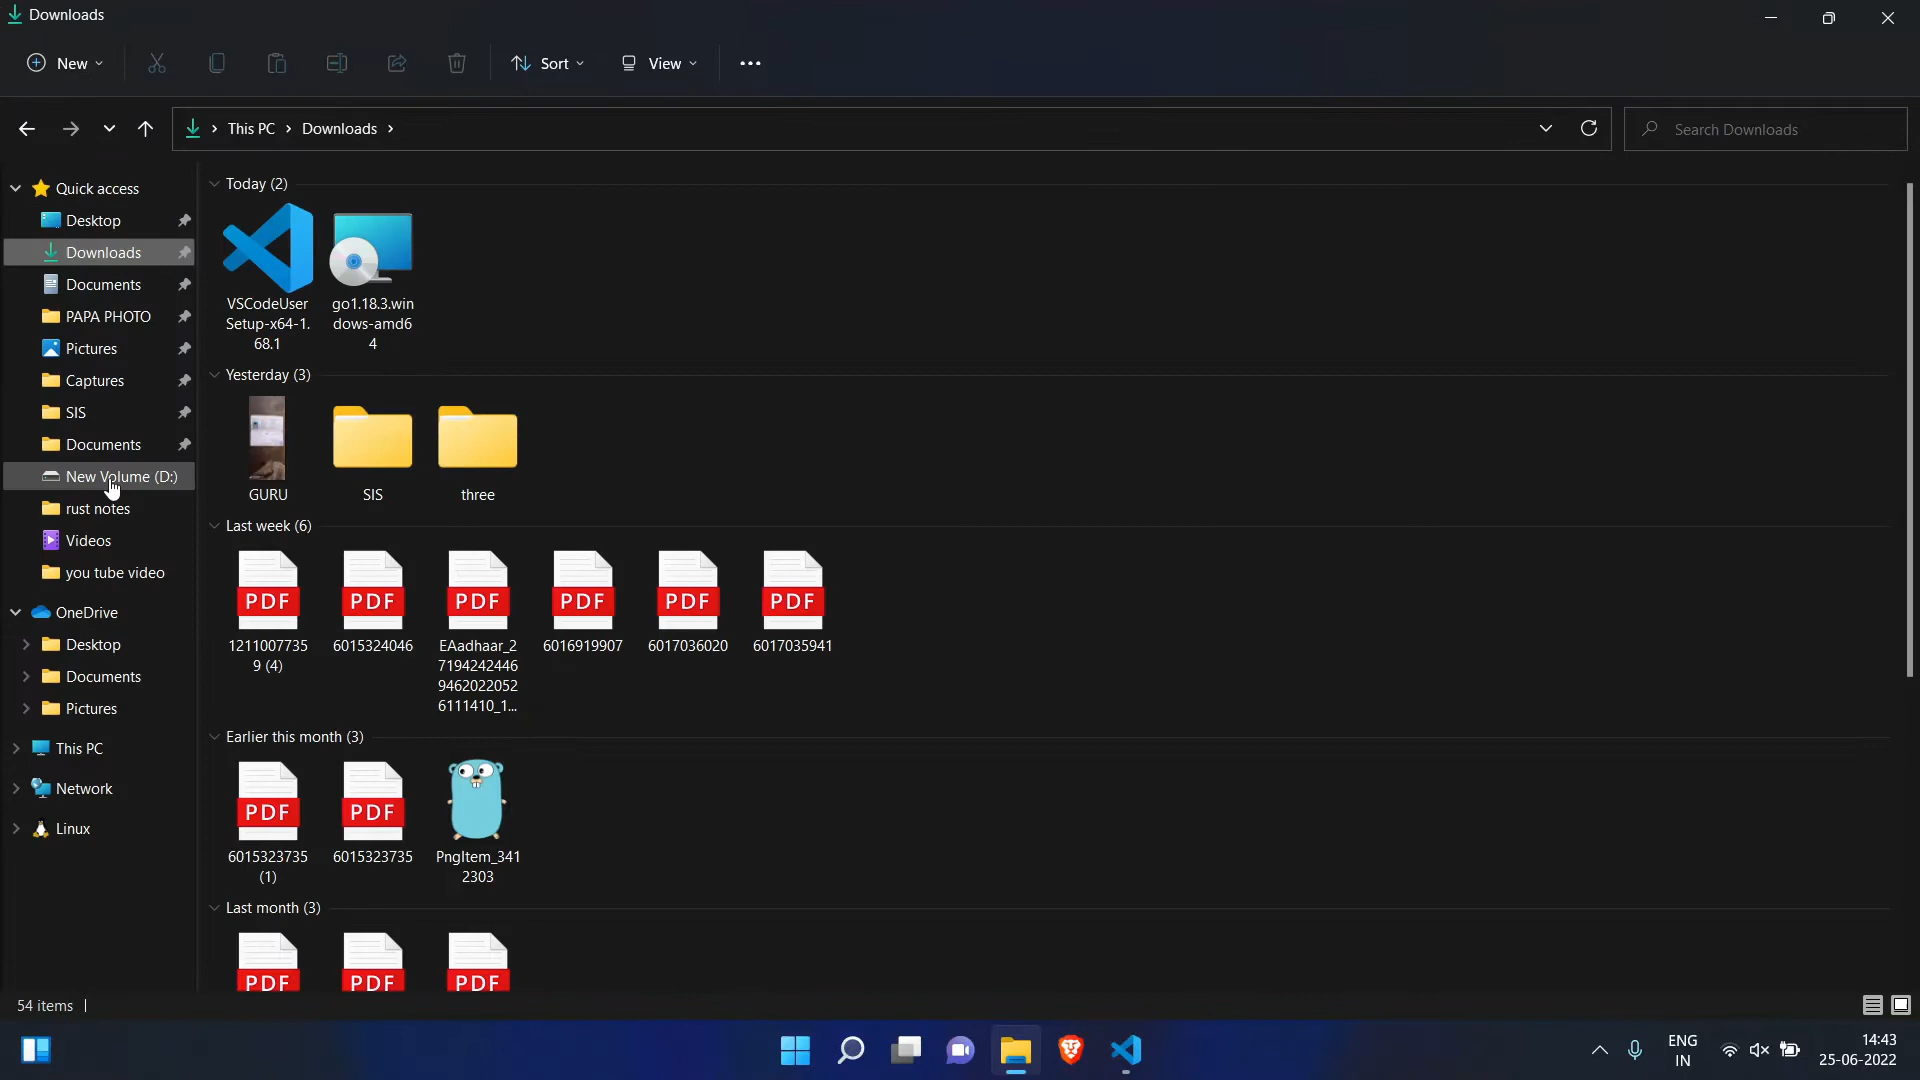 Downloads
New
Sort
View
This PC
Downloads
Search Downloads
Quick access
Desktop
Downloads
Documents
PAPA PHOTO
Pictures
Captures
SIS
Documents
New Volume (D:)
rust notes
Videos
you tube video
OneDrive
Desktop
Documents
Pictures
This PC
Network
Linux
Today (2)
VSCodeUser
Setup-x64-1.
68.1
go1.18.3.win
dows-amd6
4
Yesterday (3)
GURU
SIS
three
Last week (6)
PDF
PDF
PDF
PDF
PDF
PDF
1211007735
9 (4)
6015324046
EAadhaar_2
7194242446
9462022052
6111410_1...
6016919907
6017036020
6017035941
Earlier this month (3)
PDF
PDF
6015323735
(1)
6015323735
PngItem_341
2303
Last month (3)
PDF
PDF
PDF
54 items
ENG
IN
14:43
25-06-2022